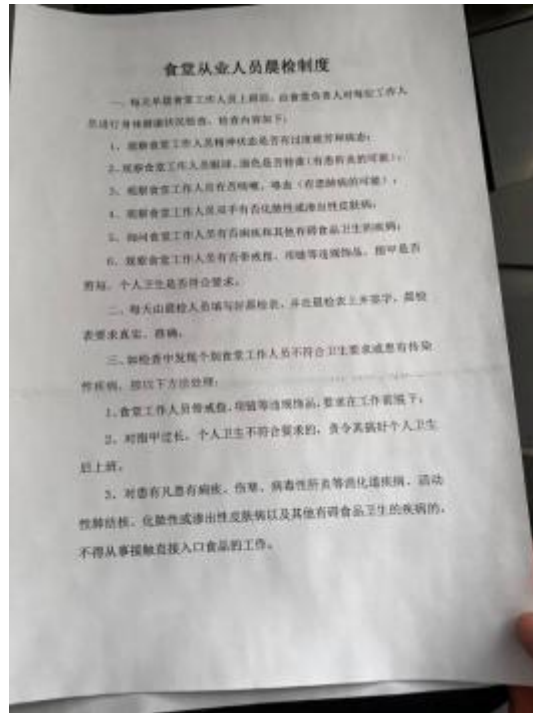 食堂从业人员晨检制度
一、每天早晨食堂工作人员上班前，由食堂负责人对每位工作人
员进行身体健康状况检查，检查内容如下：
1、观察食堂工作人员精神状态是否有过度疲劳和病态；
2、观察食堂工作人员眼球、面色是否特黄（有患肝炎的可能）；
3、观察食堂工作人员有否咳嗽、咯血（有患肺病的可能）；
4、观察食堂工作人员双手有否化脓性或渗出性皮肤病；
5、询问食堂工作人员有否痢疾和其他有碍食品卫生的疾病；
6、观察食堂工作人员有否带戒指、项链等违规饰品，指甲是否
剪短，个人卫生是否符合要求。
二、每天由晨检人员填写好晨检表，并在晨检表上并签字，晨检
表要求真实、准确。
三、如检查中发现个别食堂工作人员不符合卫生要求或患有传染
性疾病，按以下方法处理：
1、食堂工作人员带戒指、项链等违规饰品，要求在工作前摘下；
2、对指甲过长，个人卫生不符合要求的，责令其搞好个人卫生
后上班。
3、对患有凡患有痢疾、伤寒、病毒性肝炎等消化道疾病、活动
性肺结核、化脓性或渗出性皮肤病以及其他有碍食品卫生的疾病的，
不得从事接触直接入口食品的工作。